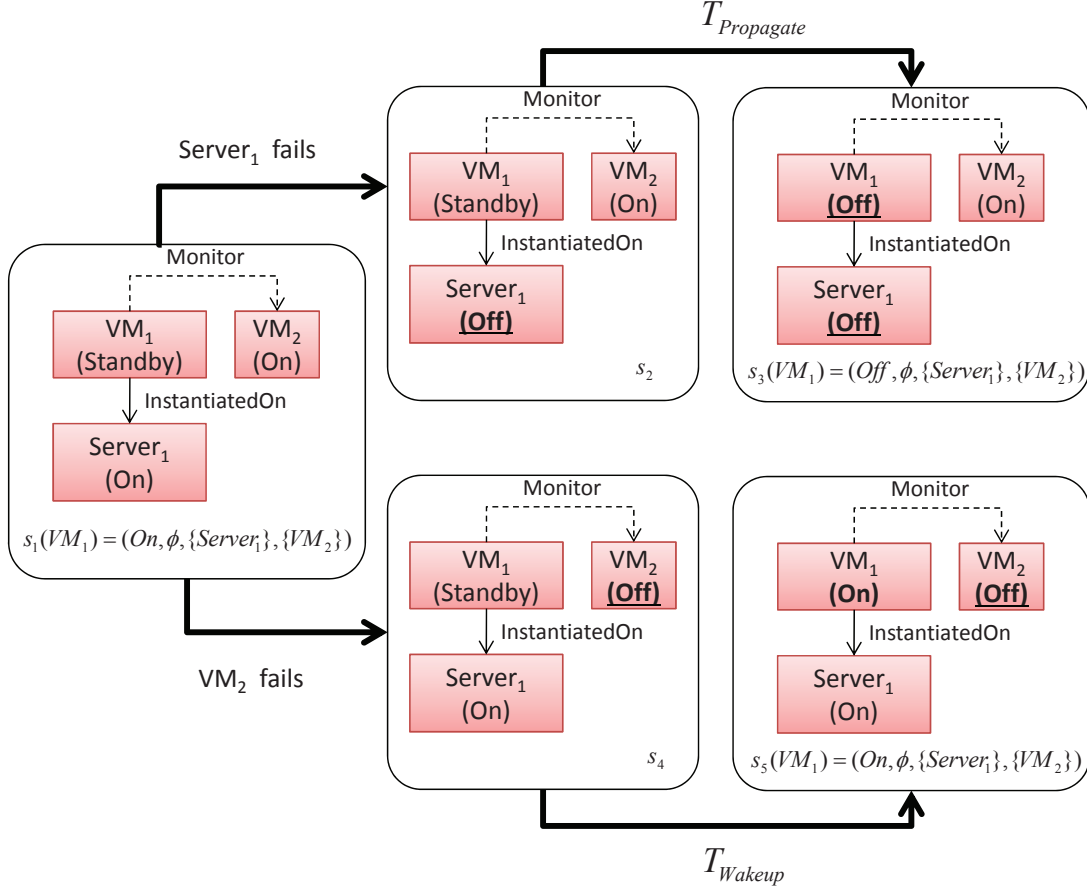 T_Propagate
Server₁ fails
Monitor
VM₁
(Standby)
VM₂
(On)
InstantiatedOn
Server₁
(Off)
s₂
Monitor
VM₁
(Off)
VM₂
(On)
InstantiatedOn
Server₁
(Off)
s₃(VM₁) = (Off, ϕ, {Server₁}, {VM₂})
Monitor
VM₁
(Standby)
VM₂
(On)
InstantiatedOn
Server₁
(On)
s₁(VM₁) = (On, ϕ, {Server₁}, {VM₂})
VM₂ fails
Monitor
VM₁
(Standby)
VM₂
(Off)
InstantiatedOn
Server₁
(On)
s₄
Monitor
VM₁
(On)
VM₂
(Off)
InstantiatedOn
Server₁
(On)
s₅(VM₁) = (On, ϕ, {Server₁}, {VM₂})
T_Wakeup